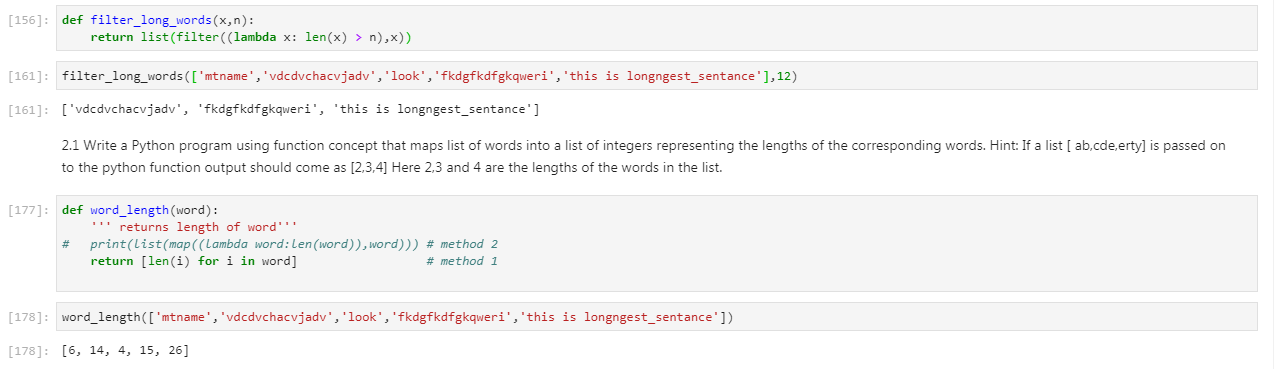 [156]: def filter_long_words(x,n):
    return list(filter((lambda x: len(x) > n),x))
[161]: filter_long_words(['mtname','vdcdvchacvjadv','look','fkdgfkdfgkqweri','this is longngest_sentance'],12)
[161]: ['vdcdvchacvjadv', 'fkdgfkdfgkqweri', 'this is longngest_sentance']
2.1 Write a Python program using function concept that maps list of words into a list of integers representing the lengths of the corresponding words. Hint: If a list [ ab,cde,erty] is passed on
to the python function output should come as [2,3,4] Here 2,3 and 4 are the lengths of the words in the list.
[177]: def word_length(word):
    ''' returns length of word'''
#   print(list(map((lambda word:len(word)),word))) # method 2
    return [len(i) for i in word]                 # method 1
[178]: word_length(['mtname','vdcdvchacvjadv','look','fkdgfkdfgkqweri','this is longngest_sentance'])
[178]: [6, 14, 4, 15, 26]